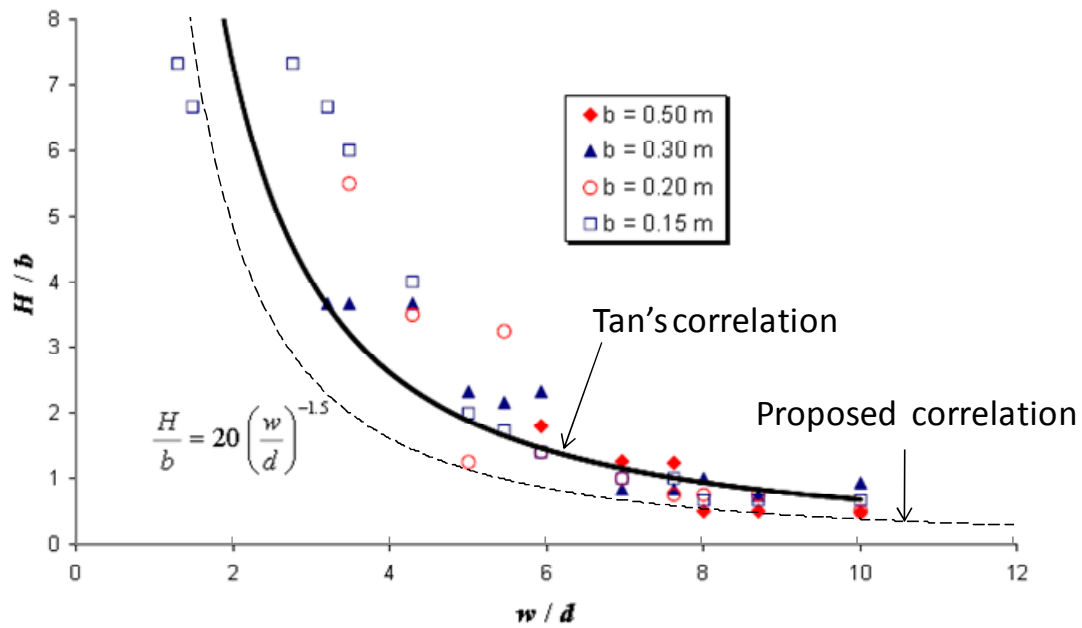 8
7
6
5
4
3
2
1
0
H / b
b = 0.50 m
b = 0.30 m
b = 0.20 m
b = 0.15 m
Tan's correlation
Proposed correlation
H/b = 20 (w/d)^-1.5
0 2 4 6 8 10 12
w / d